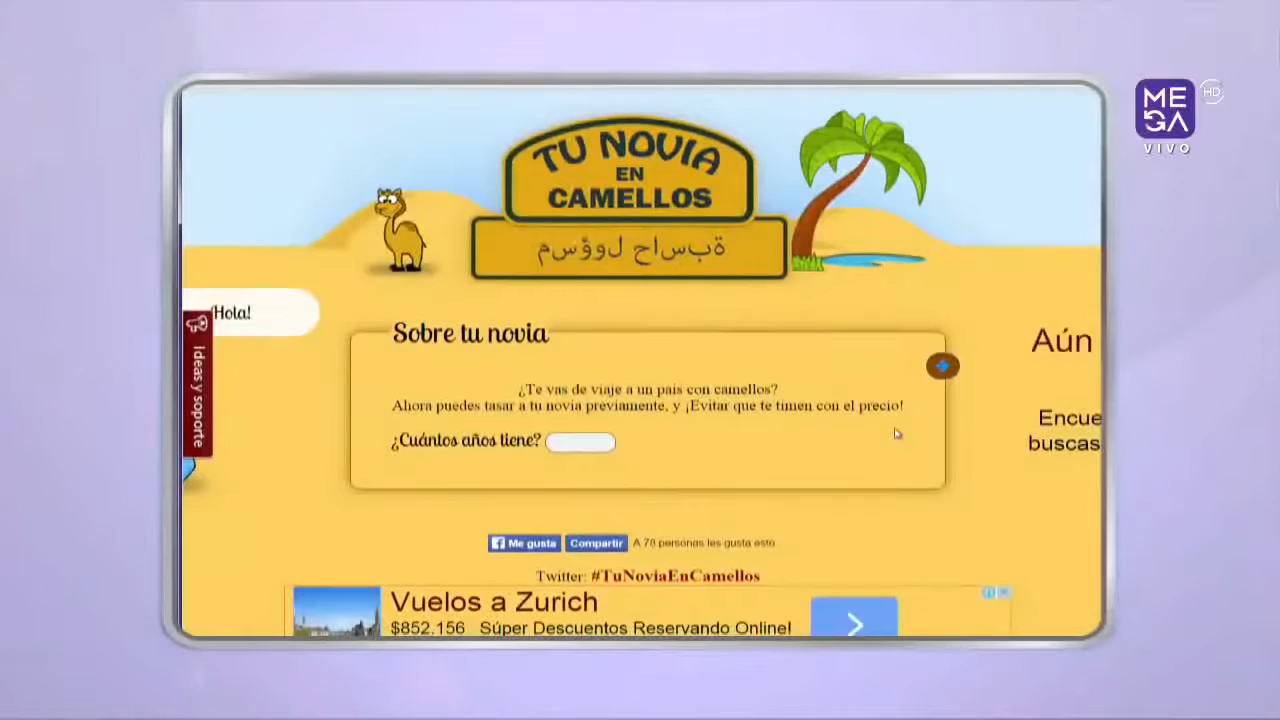 MEGA
HD
VIVO
TU NOVIA
EN
CAMELLOS
ةبساح لوؤسم
¡Hola!
Ideas y soporte
Sobre tu novia
¿Te vas de viaje a un país con camellos?
Ahora puedes tasar a tu novia previamente, y ¡Evitar que te timen con el precio!
¿Cuántos años tiene?
Aún
Encue
buscas
Me gusta
Compartir
A 78 personas les gusta esto.
Twitter: #TuNoviaEnCamellos
Vuelos a Zurich
$852.156 Súper Descuentos Reservando Online!